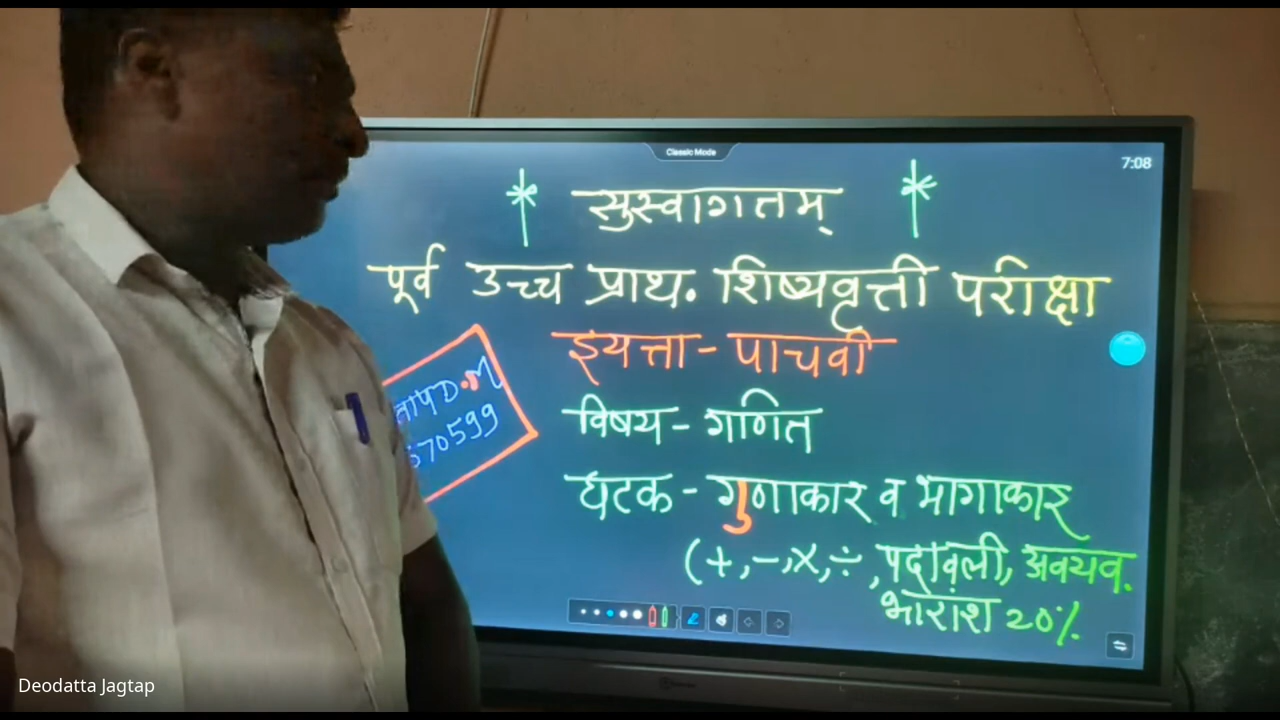 Classic Mode
7:08
* सुस्वागतम् *
पूर्व उच्च प्राथ. शिष्यवृत्ती परीक्षा
इयत्ता - पाचवी
D.M
70599
विषय - गणित
घटक - गुणाकार व भागाकार
(+,-,×,÷, पदावली, अवयव.
भारांश 20%.
Deodatta Jagtap